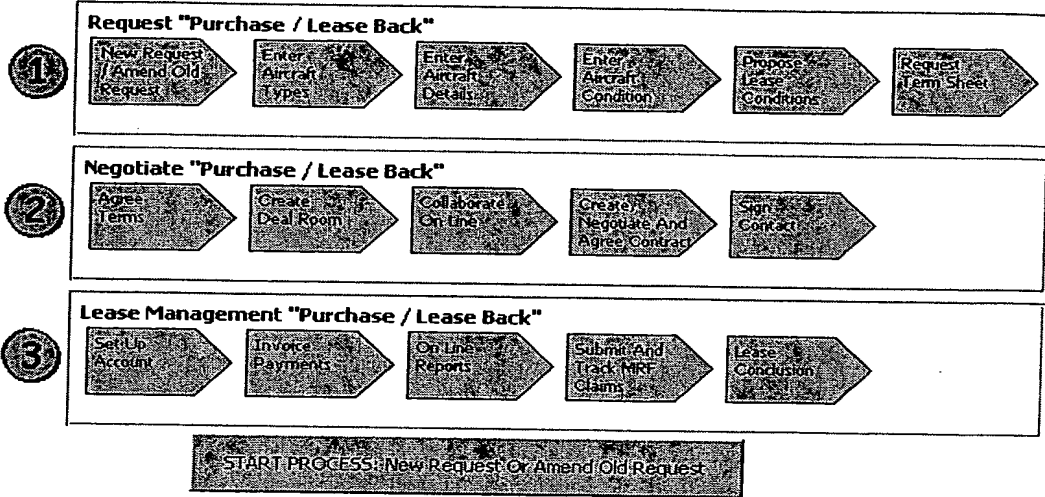 Request "Purchase / Lease Back"
1
New Request
/ Amend Old
Request
Enter
Aircraft
Types
Enter
Aircraft
Details
Enter
Aircraft
Condition
Propose
Lease
Conditions
Request
Term Sheet
Negotiate "Purchase / Lease Back"
2
Agree
Terms
Create
Deal Room
Collaborate
On Line
Create,
Negotiate And
Agree Contract
Sign
Contact
Lease Management "Purchase / Lease Back"
3
Set Up
Account
Invoice
Payments
On Line
Reports
Submit And
Track MRF
Claims
Lease
Conclusion
START PROCESS: New Request Or Amend Old Request